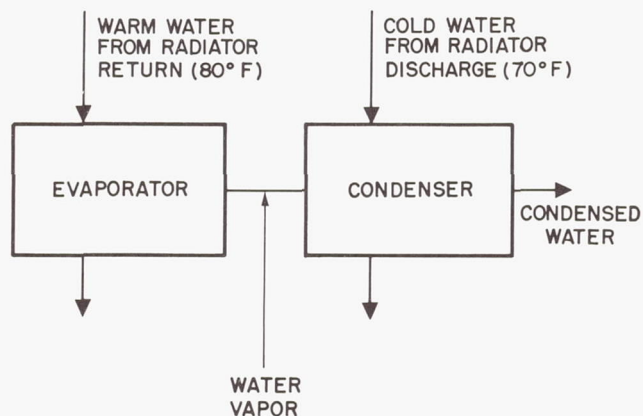 WARM WATER
FROM RADIATOR
RETURN (80°F)
COLD WATER
FROM RADIATOR
DISCHARGE (70°F)
EVAPORATOR
CONDENSER
CONDENSED
WATER
WATER
VAPOR